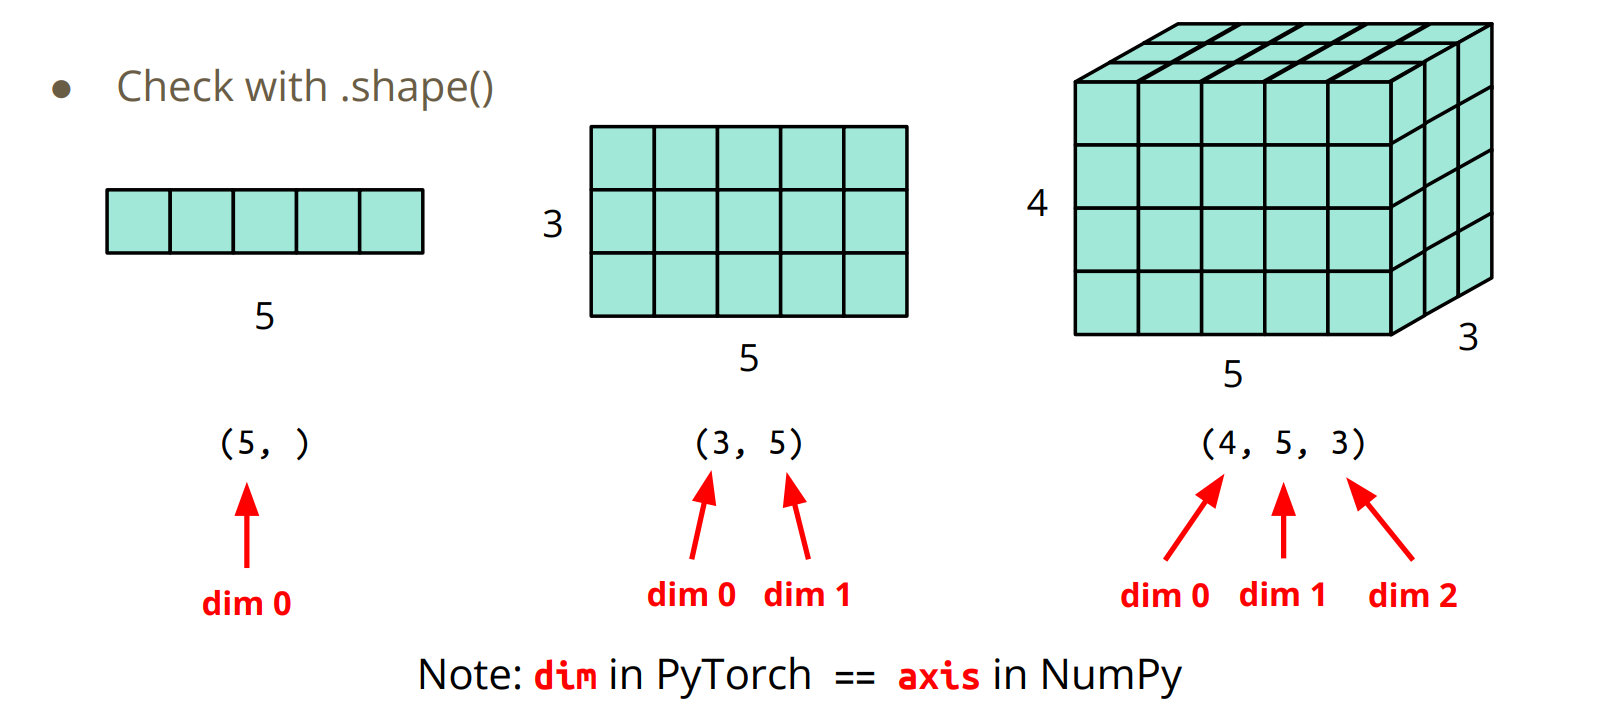 ● Check with .shape()
4
3
3
5
5
5
(5, )
(3, 5)
(4, 5, 3)
dim 0
dim 0 dim 1
dim 0 dim 1 dim 2
Note: dim in PyTorch == axis in NumPy